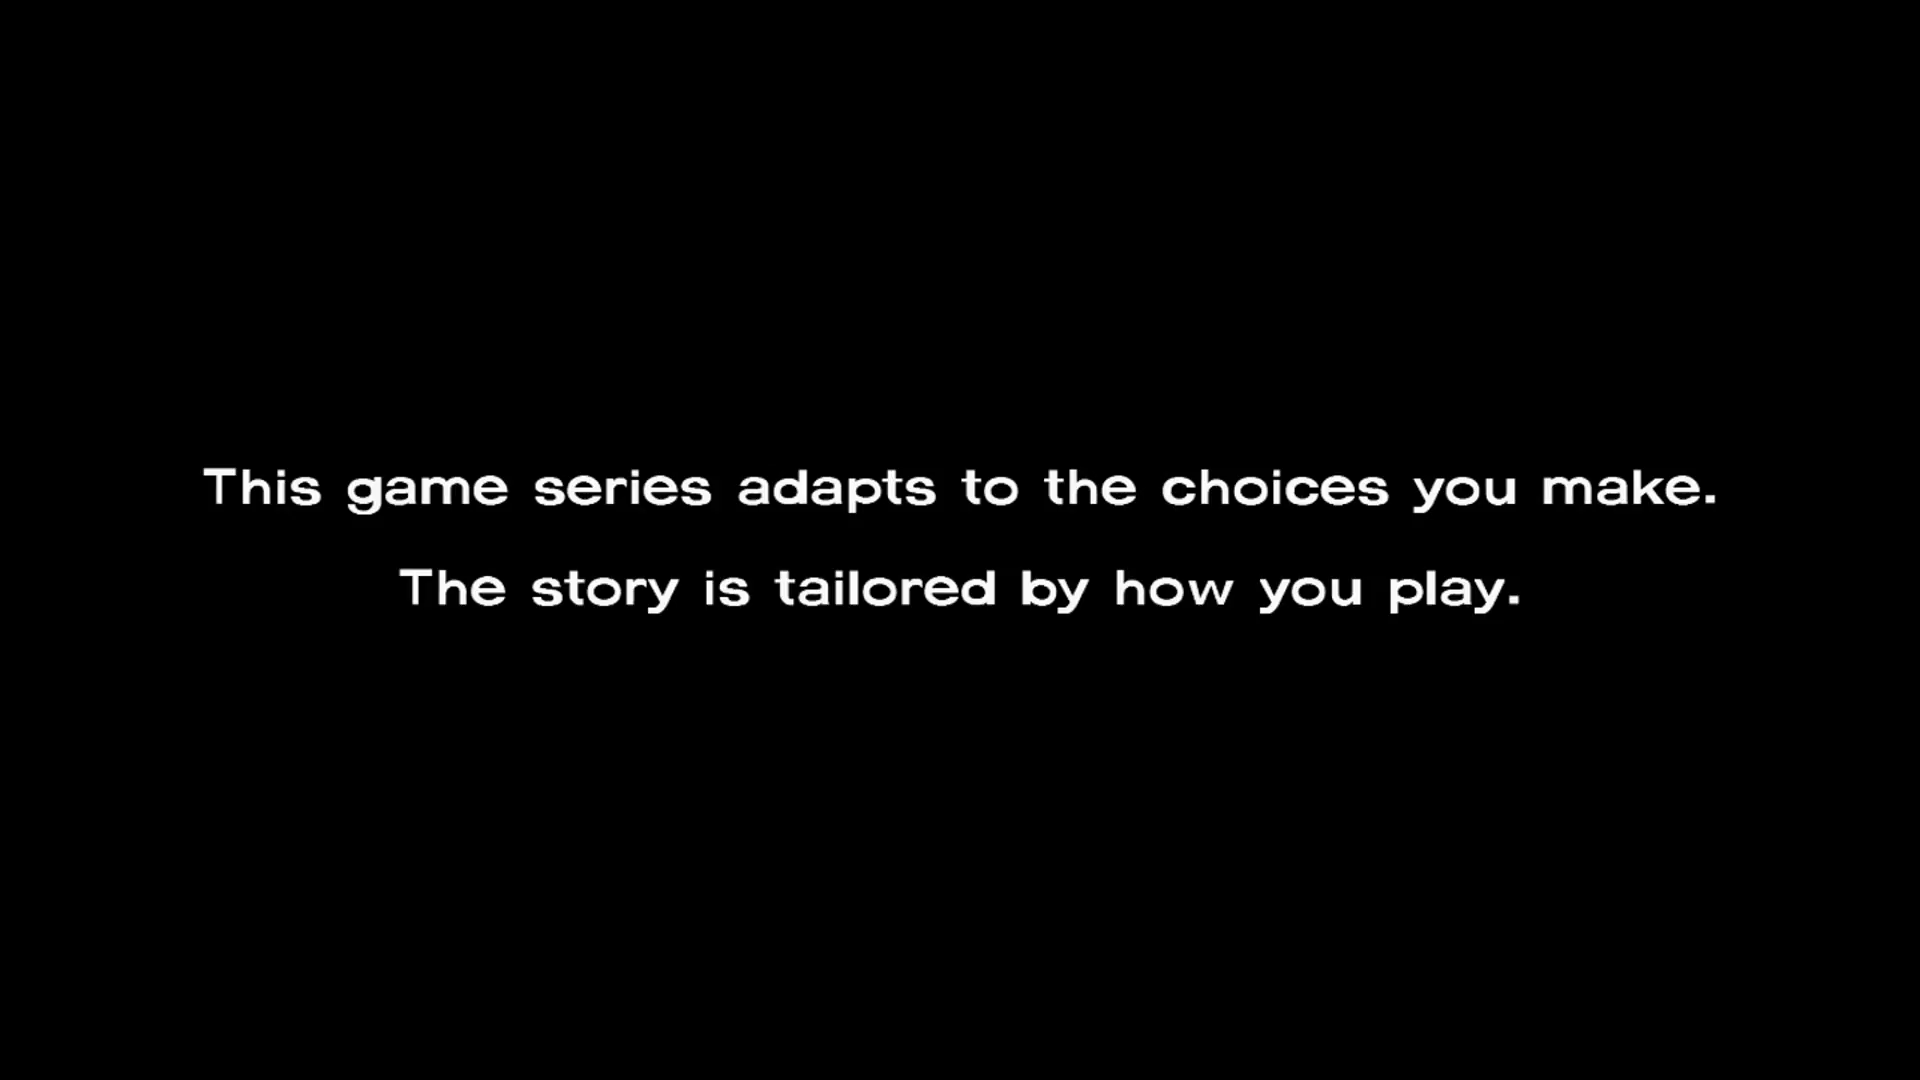 This game series adapts to the choices you make.
The story is tailored by how you play.